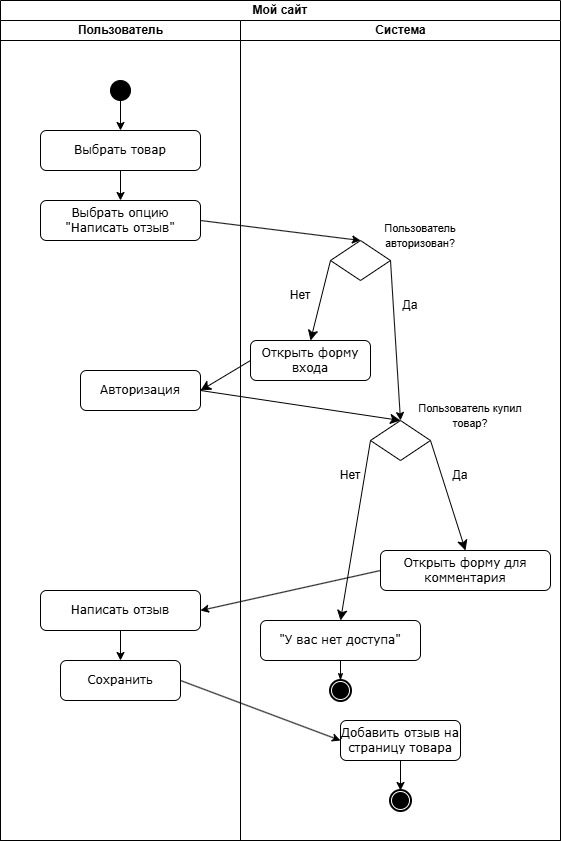 Мой сайт
Пользователь
Система
Выбрать товар
Выбрать опцию
"Написать отзыв"
Пользователь
авторизован?
Нет
Да
Открыть форму
входа
Авторизация
Пользователь купил
товар?
Нет
Да
Открыть форму для
комментария
Написать отзыв
"У вас нет доступа"
Сохранить
Добавить отзыв на
страницу товара